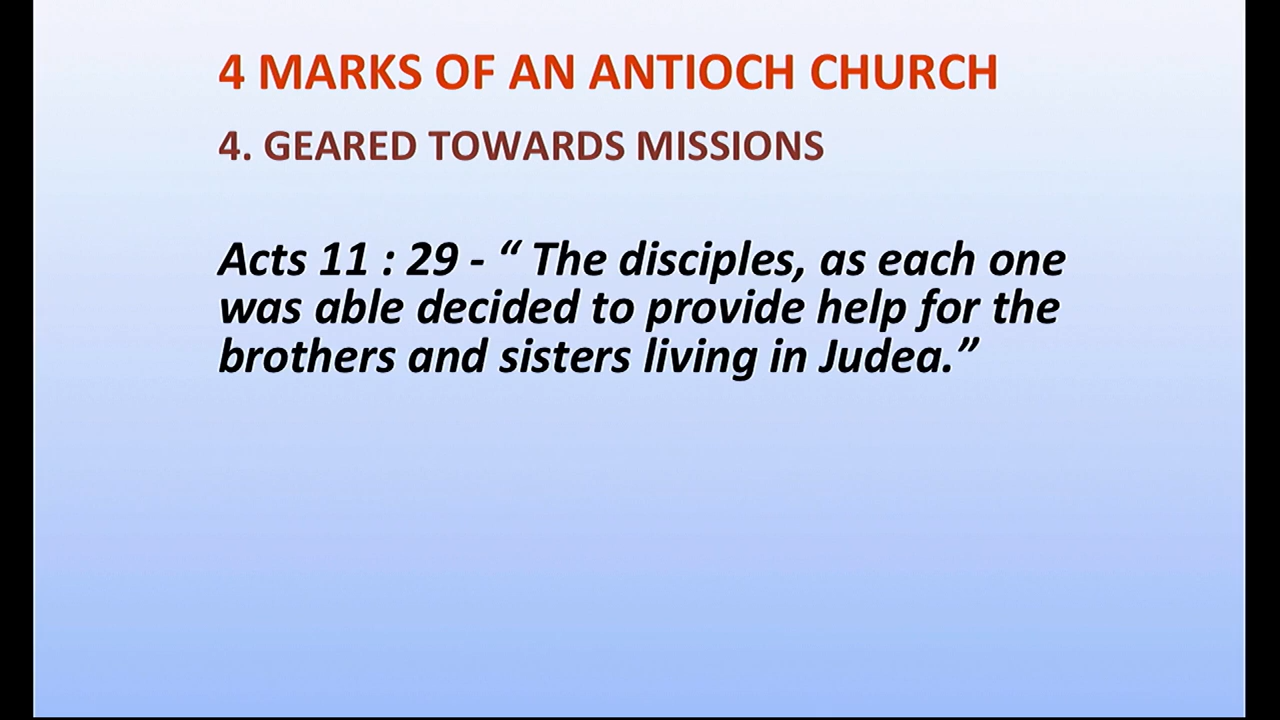 4 MARKS OF AN ANTIOCH CHURCH
4. GEARED TOWARDS MISSIONS
Acts 11 : 29 - “ The disciples, as each one
was able decided to provide help for the
brothers and sisters living in Judea.”